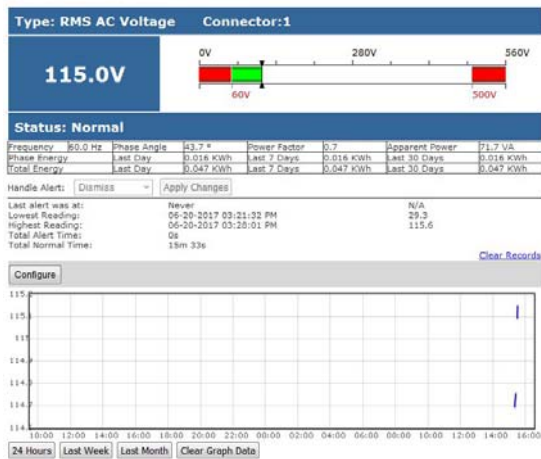 Type: RMS AC Voltage Connector:1
115.0V
0V 280V 560V
60V 500V
Status: Normal
Frequency 60.0 Hz Phase Angle 43.7 º Power Factor 0.7 Apparent Power 71.7 VA
Phase Energy Last Day 0.016 KWh Last 7 Days 0.016 KWh Last 30 Days 0.016 KWh
Total Energy Last Day 0.047 KWh Last 7 Days 0.047 KWh Last 30 Days 0.047 KWh
Handle Alert: Dismiss Apply Changes
Last alert was at: Never N/A
Lowest Reading: 06-20-2017 03:21:32 PM 29.3
Highest Reading: 06-20-2017 03:28:01 PM 115.6
Total Alert Time: 0s
Total Normal Time: 15m 33s
Clear Records
Configure
10:00 12:00 14:00 16:00 18:00 20:00 22:00 00:00 02:00 04:00 06:00 08:00 10:00 12:00 14:00 16:00
24 Hours Last Week Last Month Clear Graph Data